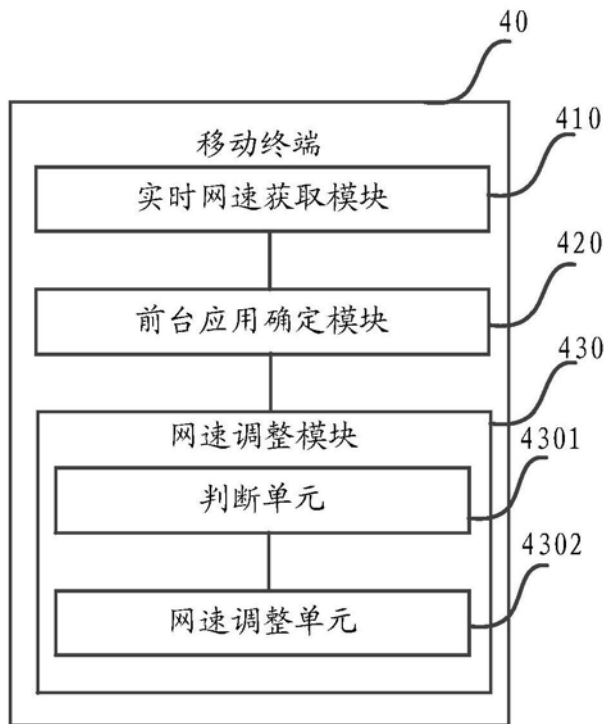 40
移动终端
410
实时网速获取模块
420
前台应用确定模块
430
网速调整模块
4301
判断单元
4302
网速调整单元